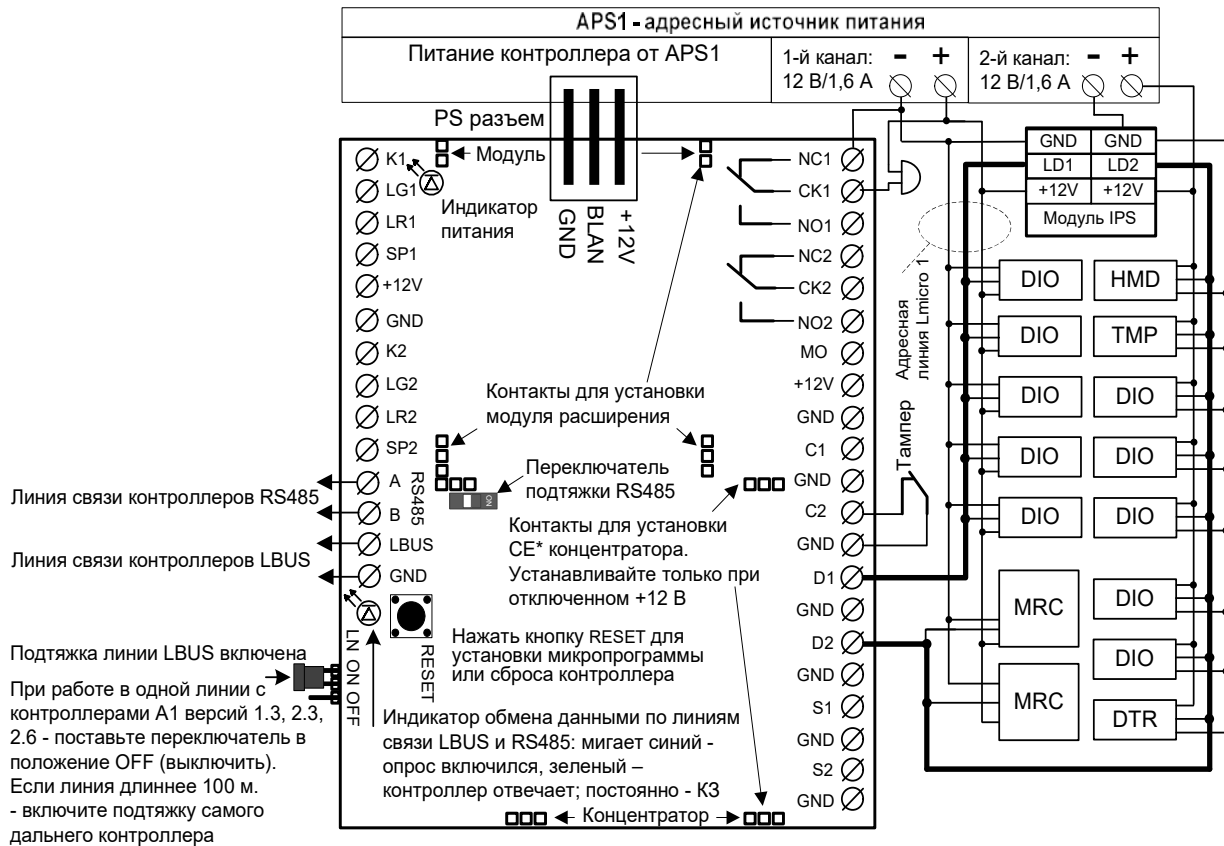 APS1 - адресный источник питания
Питание контроллера от APS1
1-й канал: - +
12 В/1,6 А
2-й канал: - +
12 В/1,6 А
PS разъем
GND
BLAN
+12V
Модуль
Индикатор
питания
K1
LG1
LR1
SP1
+12V
GND
K2
LG2
LR2
SP2
A
B
LBUS
GND
RS485
NC1
CK1
NO1
NC2
CK2
NO2
MO
+12V
GND
C1
GND
C2
GND
D1
GND
D2
GND
S1
GND
S2
GND
Контакты для установки
модуля расширения
Переключатель
подтяжки RS485
ON
Контакты для установки
CE* концентратора.
Устанавливайте только при
отключенном +12 В
Нажать кнопку RESET для
установки микропрограммы
или сброса контроллера
RESET
LN ON OFF
Индикатор обмена данными по линиям
связи LBUS и RS485: мигает синий -
опрос включился, зеленый –
контроллер отвечает; постоянно - КЗ
Концентратор
Линия связи контроллеров RS485
Линия связи контроллеров LBUS
Подтяжка линии LBUS включена
При работе в одной линии с
контроллерами А1 версий 1.3, 2.3,
2.6 - поставьте переключатель в
положение OFF (выключить).
Если линия длиннее 100 м.
- включите подтяжку самого
дальнего контроллера
Тампер
Адресная
линия Lmicro 1
GND GND
LD1 LD2
+12V +12V
Модуль IPS
DIO HMD
DIO TMP
DIO DIO
DIO DIO
DIO DIO
MRC DIO
DIO
MRC DTR